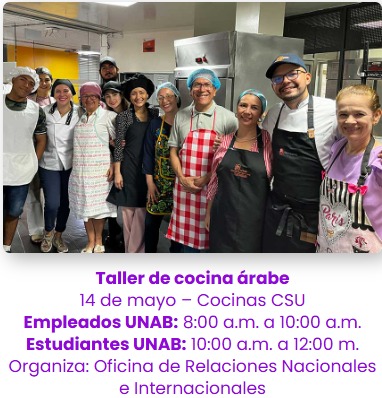 Paris
Taller de cocina árabe
14 de mayo – Cocinas CSU
Empleados UNAB: 8:00 a.m. a 10:00 a.m.
Estudiantes UNAB: 10:00 a.m. a 12:00 m.
Organiza: Oficina de Relaciones Nacionales
e Internacionales